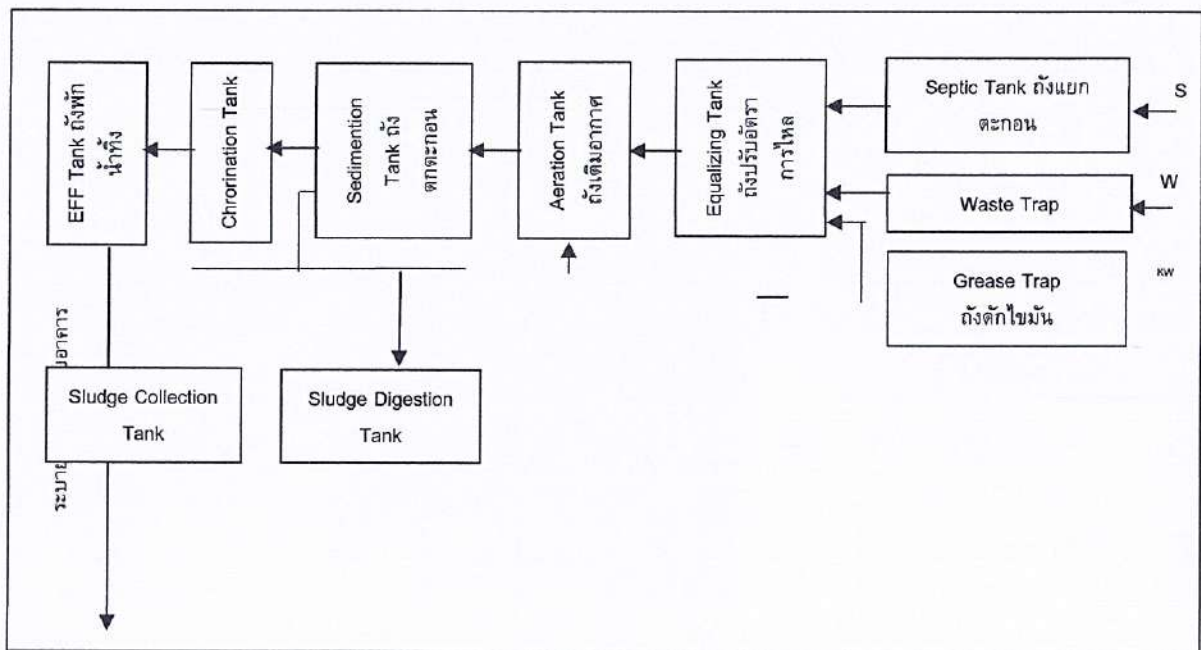 EFF Tank ถังพัก
น้ำทิ้ง
Chrorination Tank
Sedimention
Tank ถัง
ตกตะกอน
Aeration Tank
ถังเติมอากาศ
Equalizing Tank
ถังปรับอัตรา
การไหล
Septic Tank ถังแยก
ตะกอน
S
Waste Trap
W
Grease Trap
ถังดักไขมัน
KW
ระบาย
อาคาร
Sludge Collection
Tank
Sludge Digestion
Tank